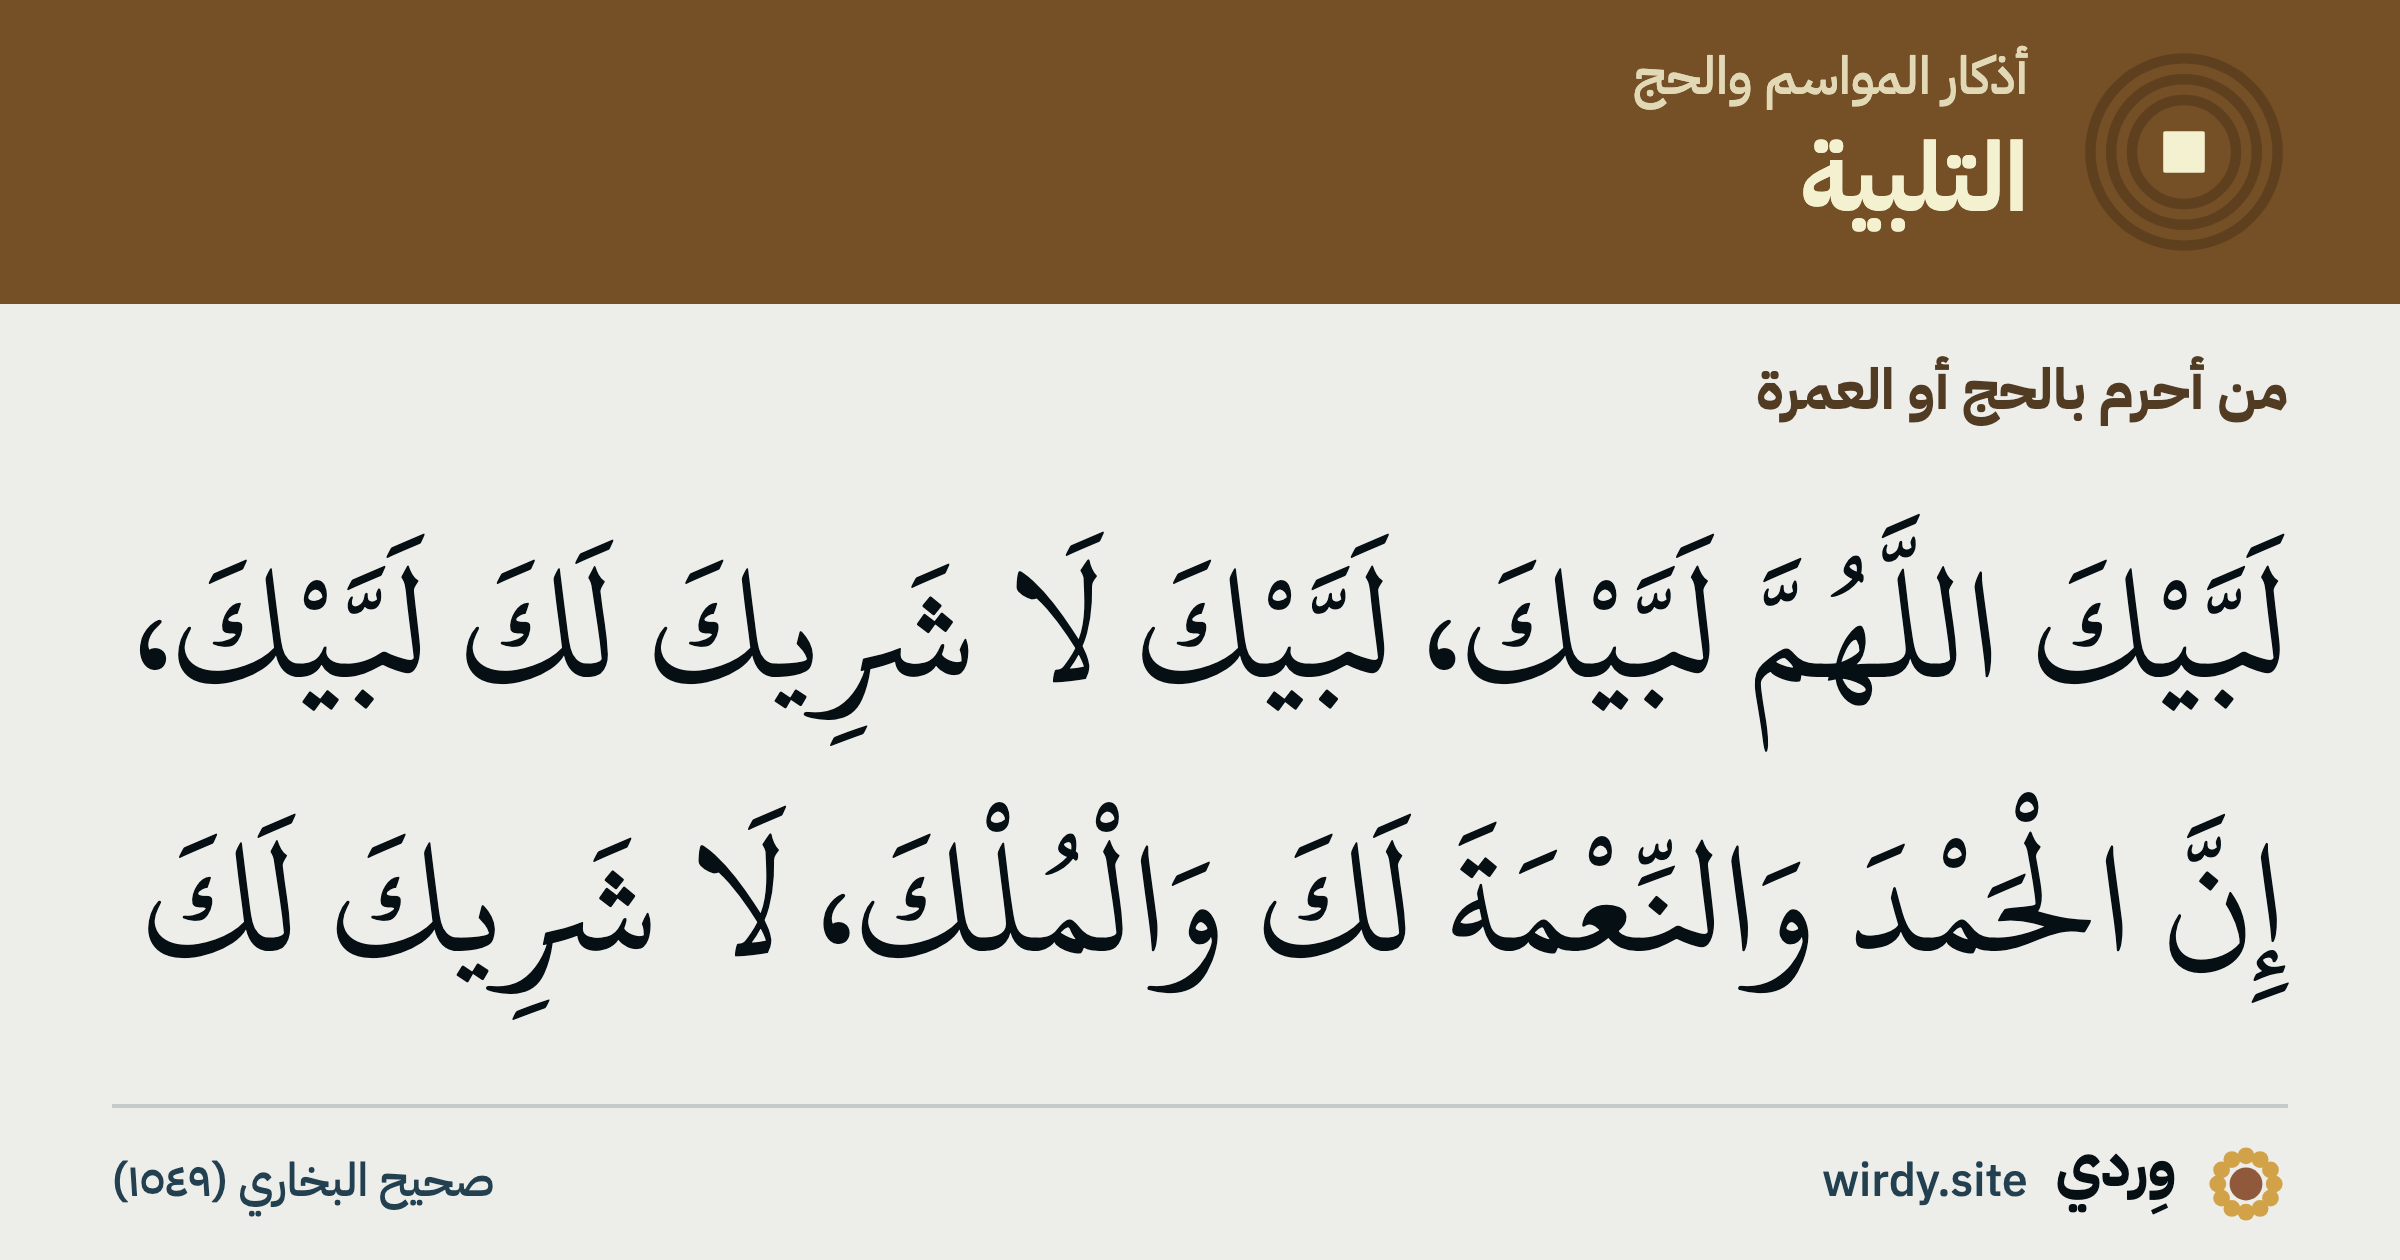 أذكار المواسم والحج
التلبية
من أحرم بالحج أو العمرة
لَبَّيْكَ اللَّهُمَّ لَبَّيْكَ، لَبَّيْكَ لَا شَرِيكَ لَكَ لَبَّيْكَ،
إِنَّ الْحَمْدَ وَالنِّعْمَةَ لَكَ وَالْمُلْكَ، لَا شَرِيكَ لَكَ
وِردي wirdy.site
صحيح البخاري (١٥٤٩)